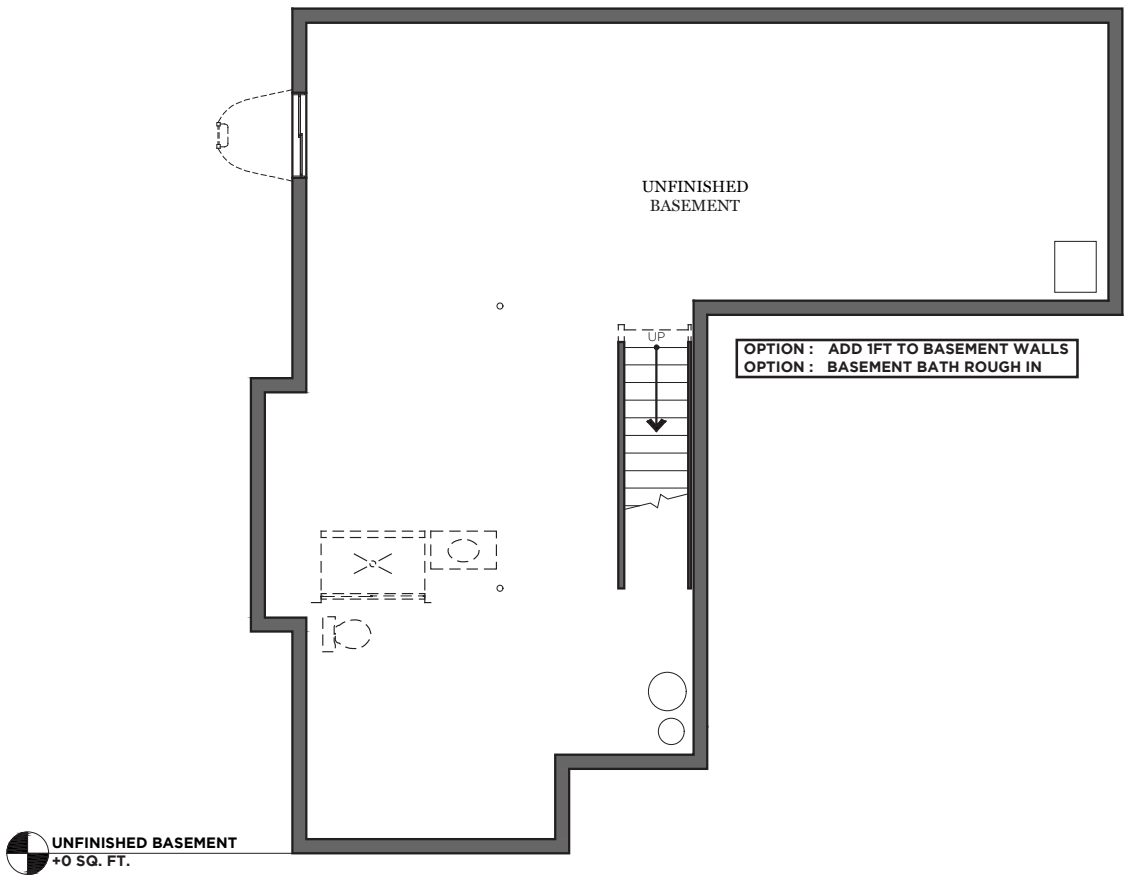 UNFINISHED
BASEMENT
UP
OPTION : ADD 1FT TO BASEMENT WALLS
OPTION : BASEMENT BATH ROUGH IN
UNFINISHED BASEMENT
+0 SQ. FT.